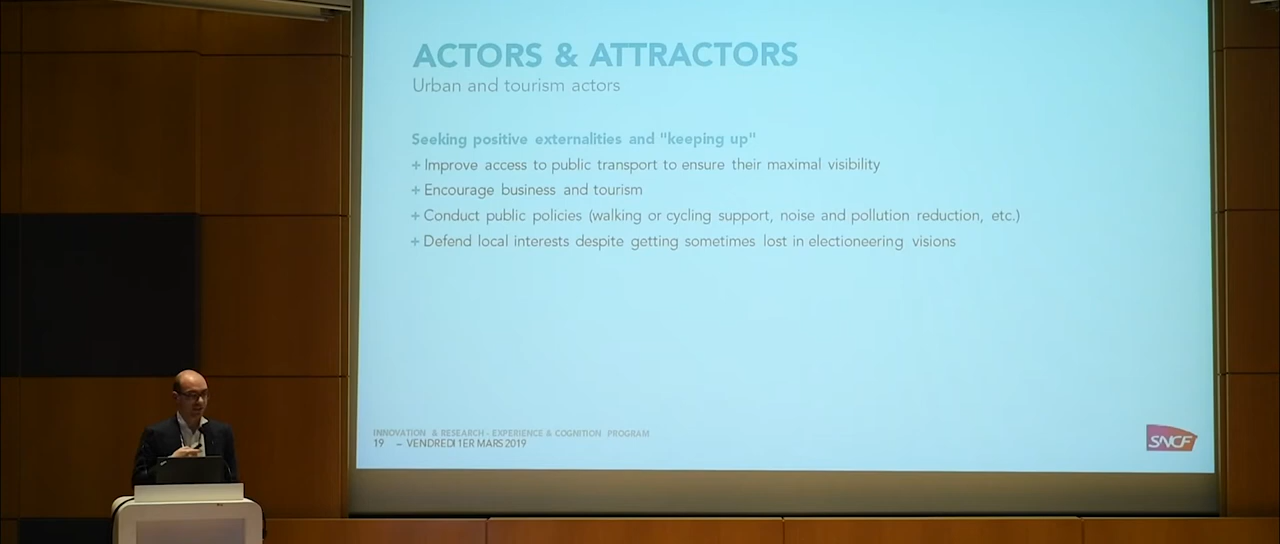 ACTORS & ATTRACTORS
Urban and tourism actors
Seeking positive externalities and "keeping up"
+ Improve access to public transport to ensure their maximal visibility
+ Encourage business and tourism
+ Conduct public policies (walking or cycling support, noise and pollution reduction, etc.)
+ Defend local interests despite getting sometimes lost in electioneering visions
INNOVATION & RESEARCH - EXPERIENCE & COGNITION PROGRAM
19 – VENDREDI 1ER MARS 2019
SNCF